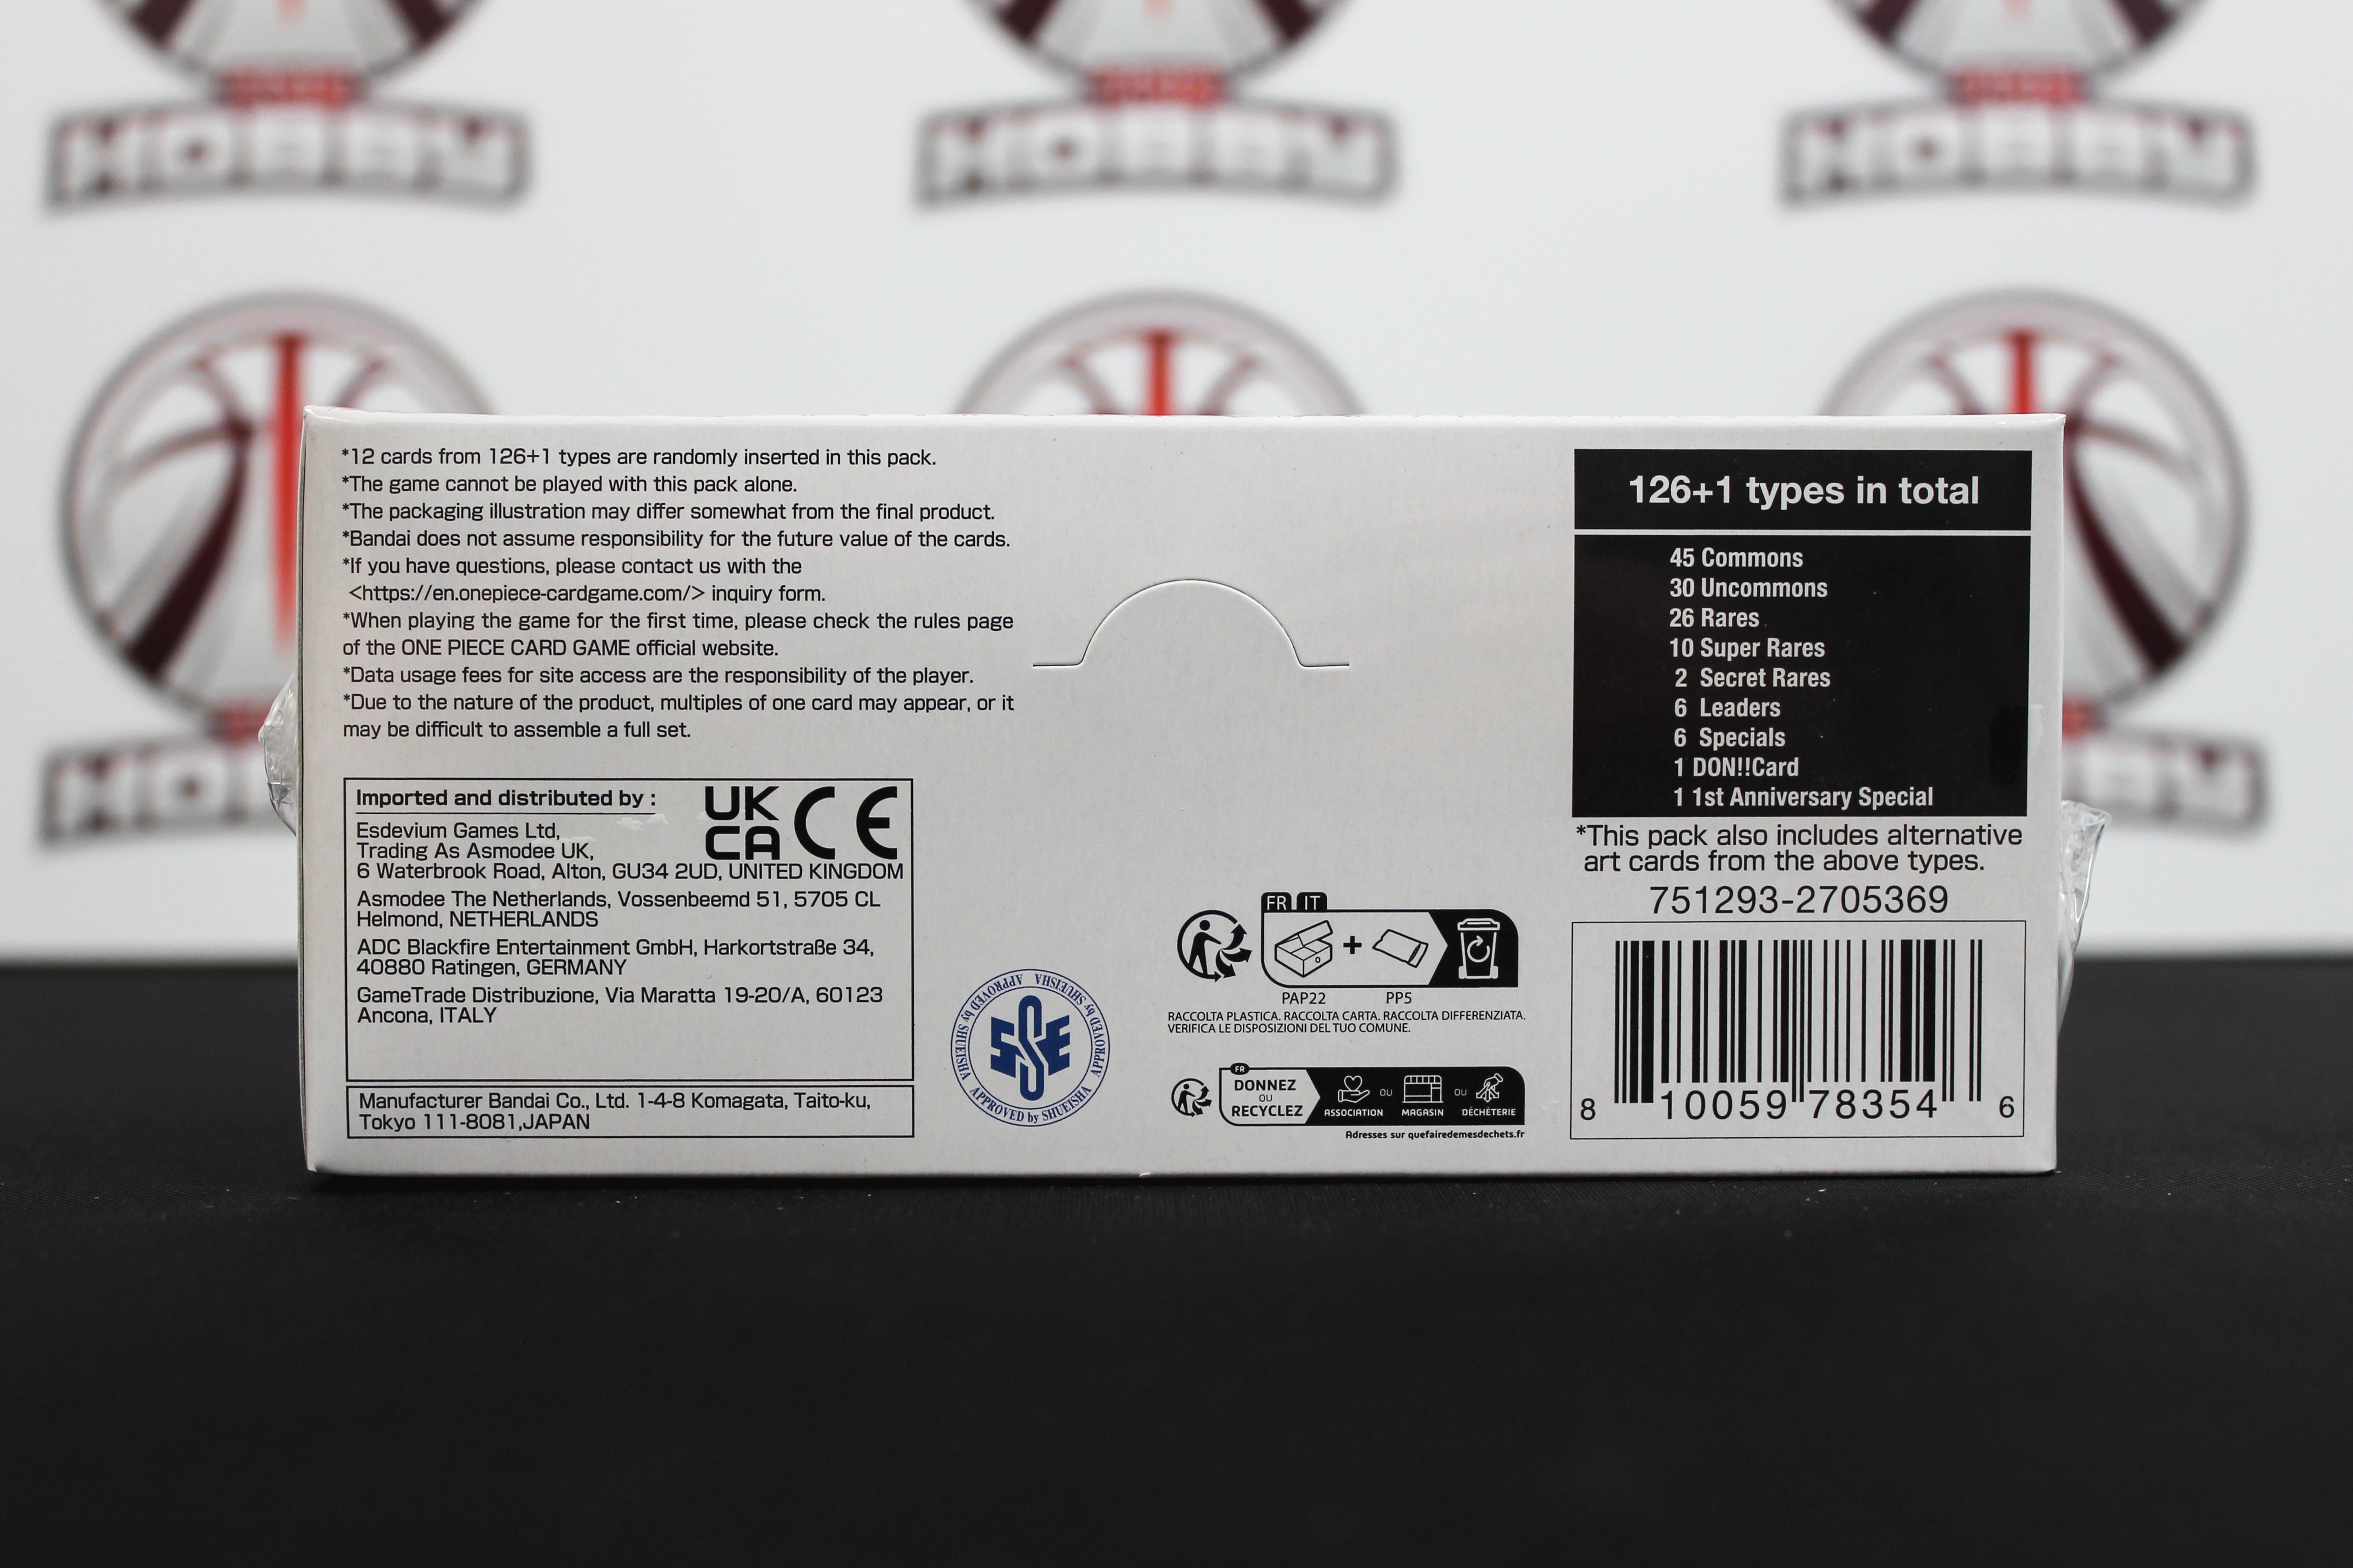 HOBBY
HOBBY
HOBBY
*12 cards from 126+1 types are randomly inserted in this pack.
*The game cannot be played with this pack alone.
*The packaging illustration may differ somewhat from the final product.
*Bandai does not assume responsibility for the future value of the cards.
*If you have questions, please contact us with the
<https://en.onepiece-cardgame.com/> inquiry form.
*When playing the game for the first time, please check the rules page
of the ONE PIECE CARD GAME official website.
*Data usage fees for site access are the responsibility of the player.
*Due to the nature of the product, multiples of one card may appear, or it
may be difficult to assemble a full set.
Imported and distributed by :
UK
CA CE
Esdevium Games Ltd,
Trading As Asmodee UK,
6 Waterbrook Road, Alton, GU34 2UD, UNITED KINGDOM
Asmodee The Netherlands, Vossenbeemd 51, 5705 CL
Helmond, NETHERLANDS
ADC Blackfire Entertainment GmbH, Harkortstraße 34,
40880 Ratingen, GERMANY
GameTrade Distribuzione, Via Maratta 19-20/A, 60123
Ancona, ITALY
Manufacturer Bandai Co., Ltd. 1-4-8 Komagata, Taito-ku,
Tokyo 111-8081,JAPAN
APPROVED by SHUEISHA APPROVED by SHUEISHA APPROVED by SHUEISHA
FR IT
+
PAP22 PP5
RACCOLTA PLASTICA. RACCOLTA CARTA. RACCOLTA DIFFERENZIATA.
VERIFICA LE DISPOSIZIONI DEL TUO COMUNE.
FR
DONNEZ
OU
RECYCLEZ
OU OU
ASSOCIATION MAGASIN DÉCHÈTERIE
Adresses sur quefairedemesdechets.fr
126+1 types in total
45 Commons
30 Uncommons
26 Rares
10 Super Rares
2 Secret Rares
6 Leaders
6 Specials
1 DON!!Card
1 1st Anniversary Special
*This pack also includes alternative
art cards from the above types.
751293-2705369
8 10059 78354 6